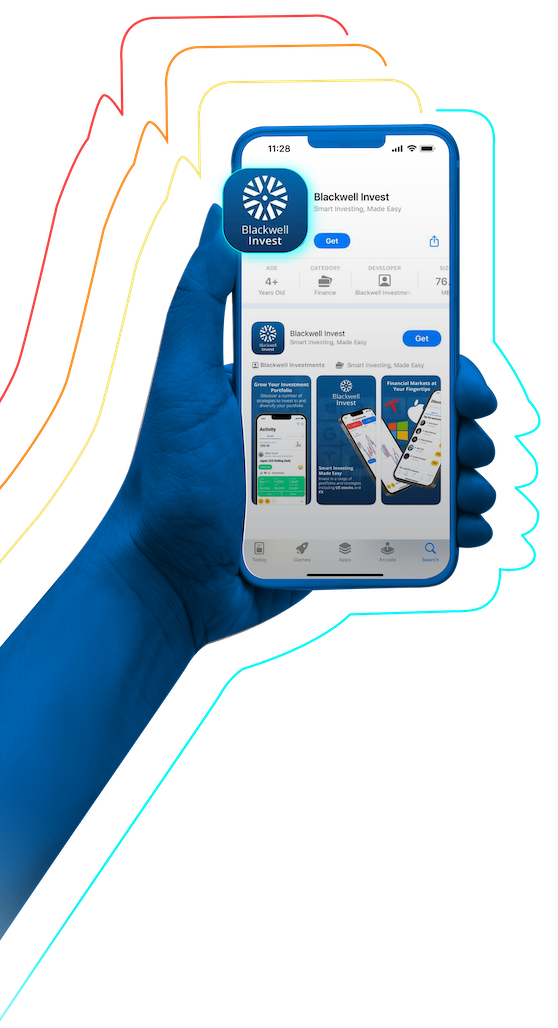 11:28
Blackwell
Invest
Blackwell Invest
Smart Investing, Made Easy
Get
AGE
4+
Years Old
CATEGORY
Finance
DEVELOPER
Blackwell Investmen
SIZ
76.
MB
Blackwell
Invest
Blackwell Invest
Smart Investing, Made Easy
Get
Blackwell Investments
Smart Investing, Made Easy
Grow Your Investment
Portfolio
Discover a number of
strategies to invest in and
diversify your portfolio
Activity
Blackwell
Invest
Smart Investing
Made Easy
Invest in a range of
portfolios and strategies
including US stocks and
FX
Financial Markets at
Your Fingertips
Today
Games
Apps
Arcade
Search